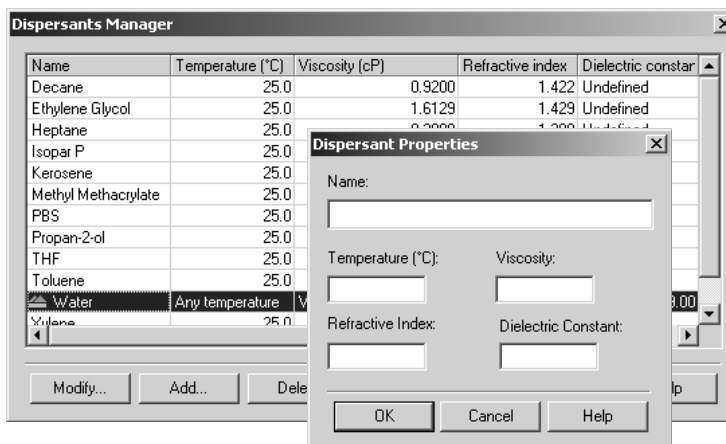 Dispersants Manager
Name Temperature (°C) Viscosity (cP) Refractive index Dielectric constar
Decane 25.0 0.9200 1.422 Undefined
Ethylene Glycol 25.0 1.6129 1.429 Undefined
Heptane 25.0
Isopar P 25.0
Kerosene 25.0
Methyl Methacrylate 25.0
PBS 25.0
Propan-2-ol 25.0
THF 25.0
Toluene 25.0
Water Any temperature
Xylene 25.0
Modify... Add...
Dispersant Properties
Name:
Temperature (°C): Viscosity:
Refractive Index: Dielectric Constant:
OK Cancel Help